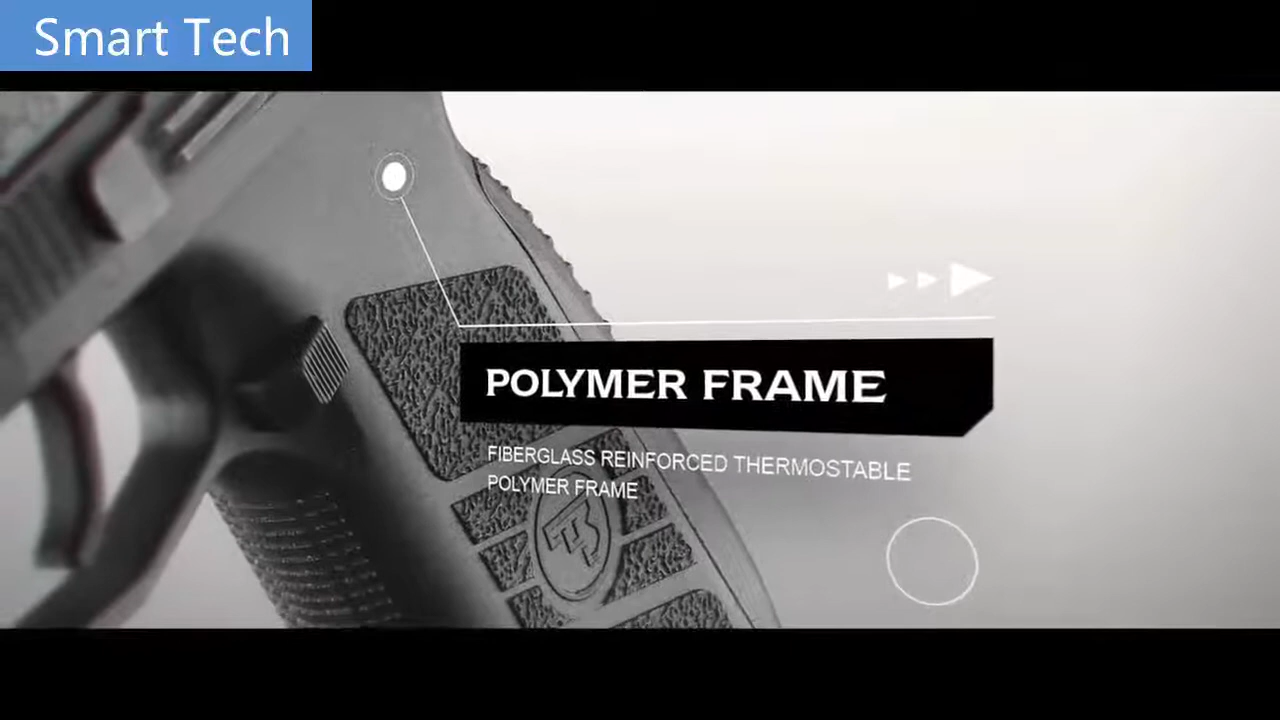 Smart Tech
POLYMER FRAME
FIBERGLASS REINFORCED THERMOSTABLE
POLYMER FRAME